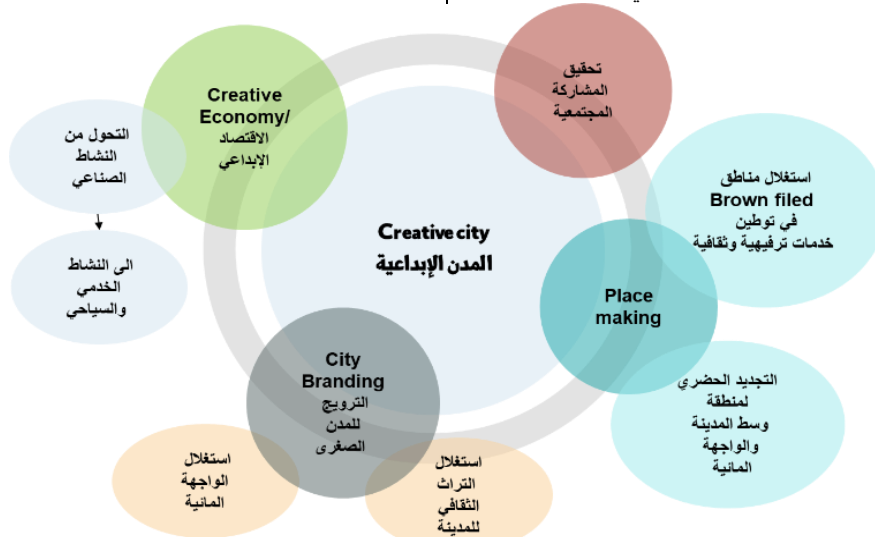 Creative city
المدن الإبداعية
Creative
Economy/
الاقتصاد
الإبداعي
التحول من
النشاط
الصناعي
الى النشاط
الخدمي
والسياحي
تحقيق
المشاركة
المجتمعية
Place
making
استغلال مناطق
Brown filed
في توطين
خدمات ترفيهية وثقافية
التجديد الحضري
لمنطقة
وسط المدينة
والواجهة
المائية
City
Branding
الترويج
للمدن
الصغرى
استغلال
الواجهة
المائية
استغلال
التراث
الثقافي
للمدينة